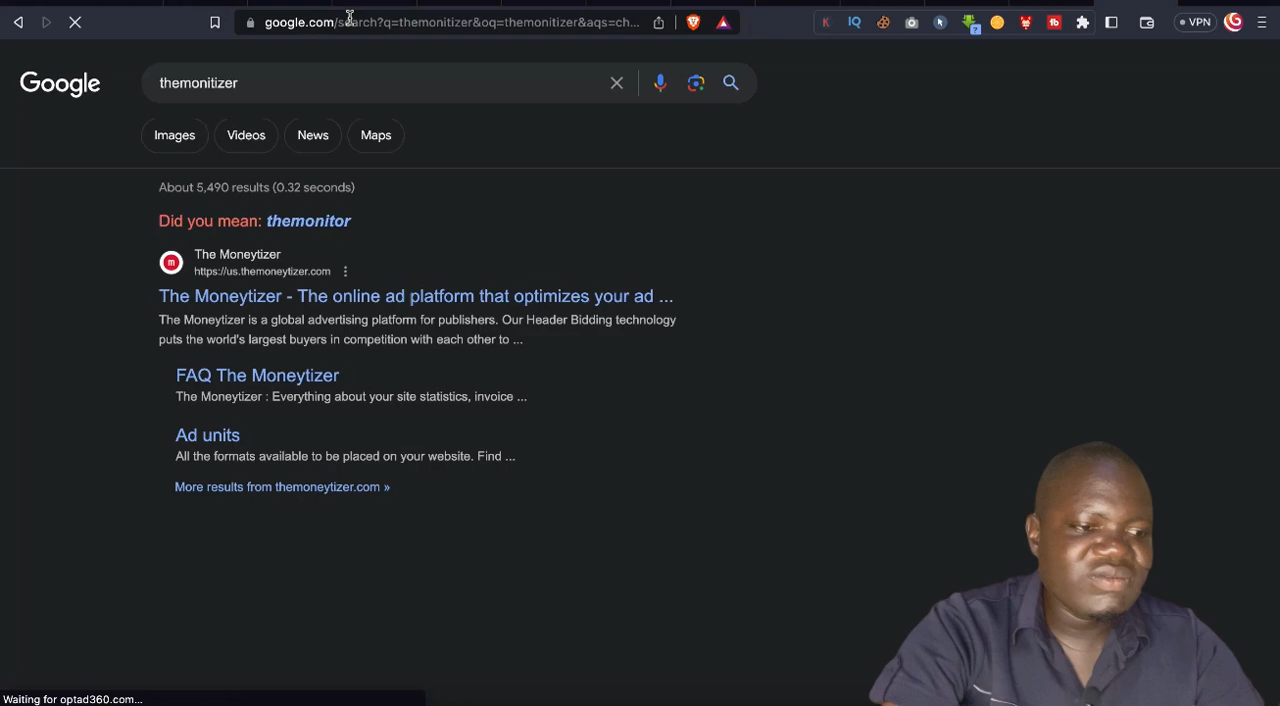 google.com/search?q=themonitizer&oq=themonitizer&aqs=ch...
K
IQ
?
fb
VPN
Google
themonitizer
Images
Videos
News
Maps
About 5,490 results (0.32 seconds)
Did you mean: themonitor
m
The Moneytizer
https://us.themoneytizer.com
The Moneytizer - The online ad platform that optimizes your ad ...
The Moneytizer is a global advertising platform for publishers. Our Header Bidding technology
puts the world's largest buyers in competition with each other to ...
FAQ The Moneytizer
The Moneytizer : Everything about your site statistics, invoice ...
Ad units
All the formats available to be placed on your website. Find ...
More results from themoneytizer.com »
Waiting for optad360.com...